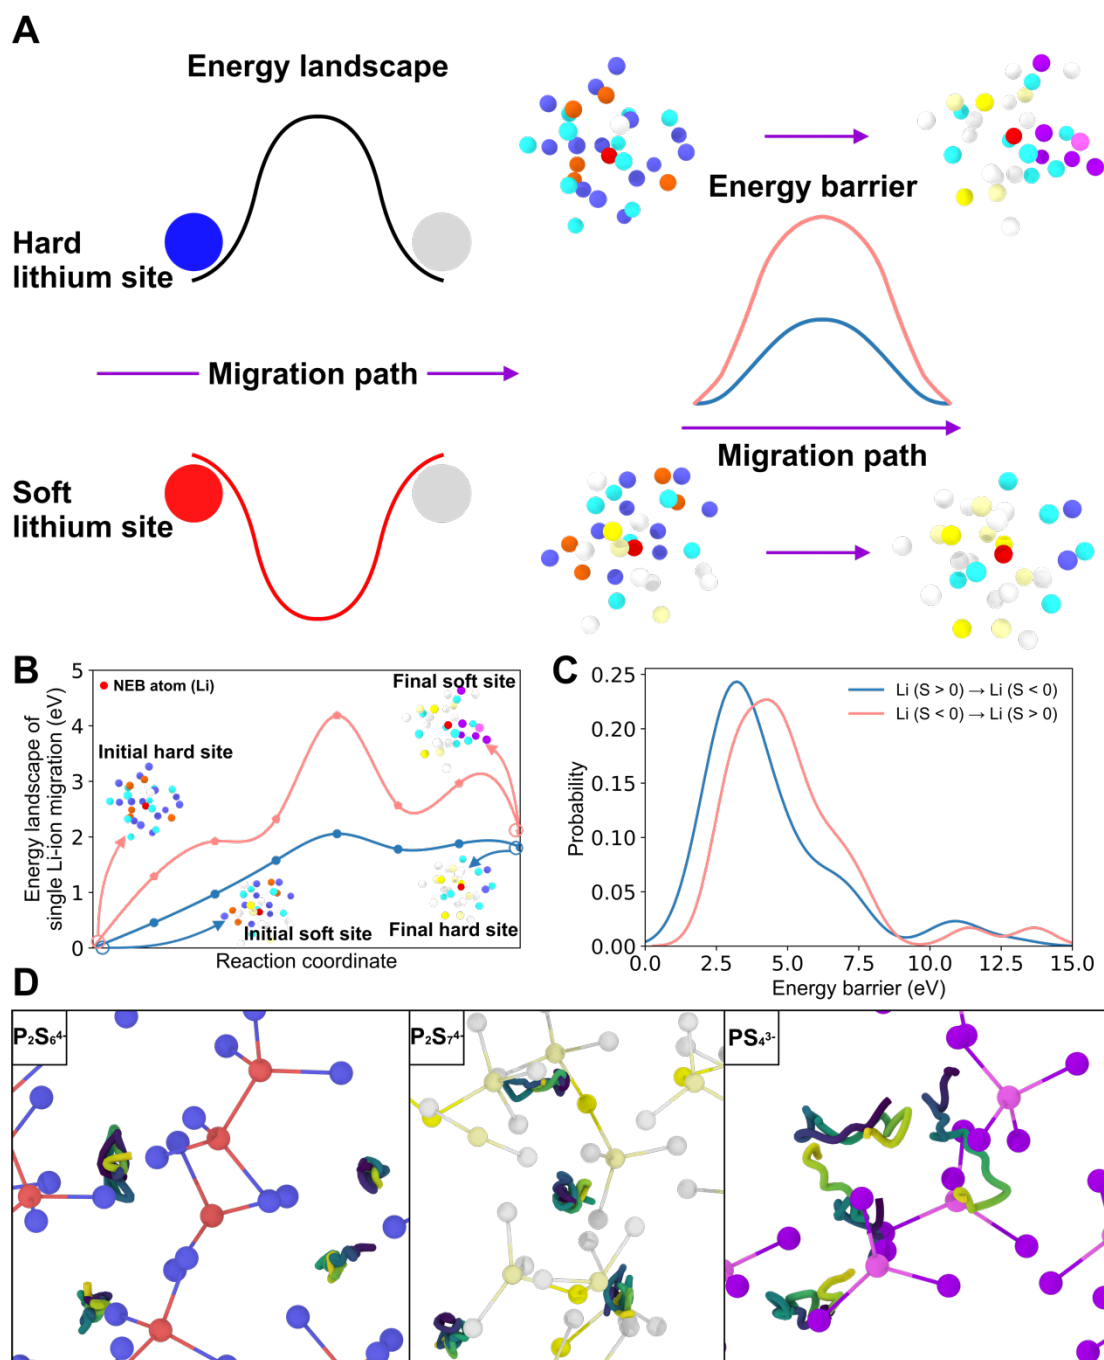 A
Energy landscape
Hard
lithium site
Energy barrier
Migration path
Migration path
Soft
lithium site
B
Energy landscape of
single Li-ion migration (eV)
5
4
3
2
1
0
NEB atom (Li)
Initial hard site
Final soft site
Initial soft site
Final hard site
Reaction coordinate
C
Probability
0.25
0.20
0.15
0.10
0.05
0.00
Li (S > 0) → Li (S < 0)
Li (S < 0) → Li (S > 0)
0.0 2.5 5.0 7.5 10.0 12.5 15.0
Energy barrier (eV)
D
P₂S₆⁴⁻
P₂S₇⁴⁻
PS₄³⁻